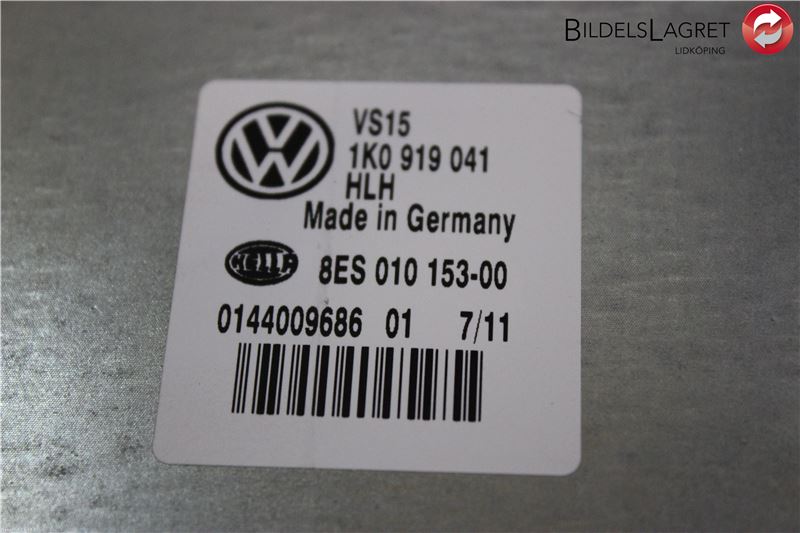 BILDELSLAGRET
LIDKÖPING
VS15
1K0 919 041
HLH
Made in Germany
HELLA
8ES 010 153-00
0144009686 01 7/11